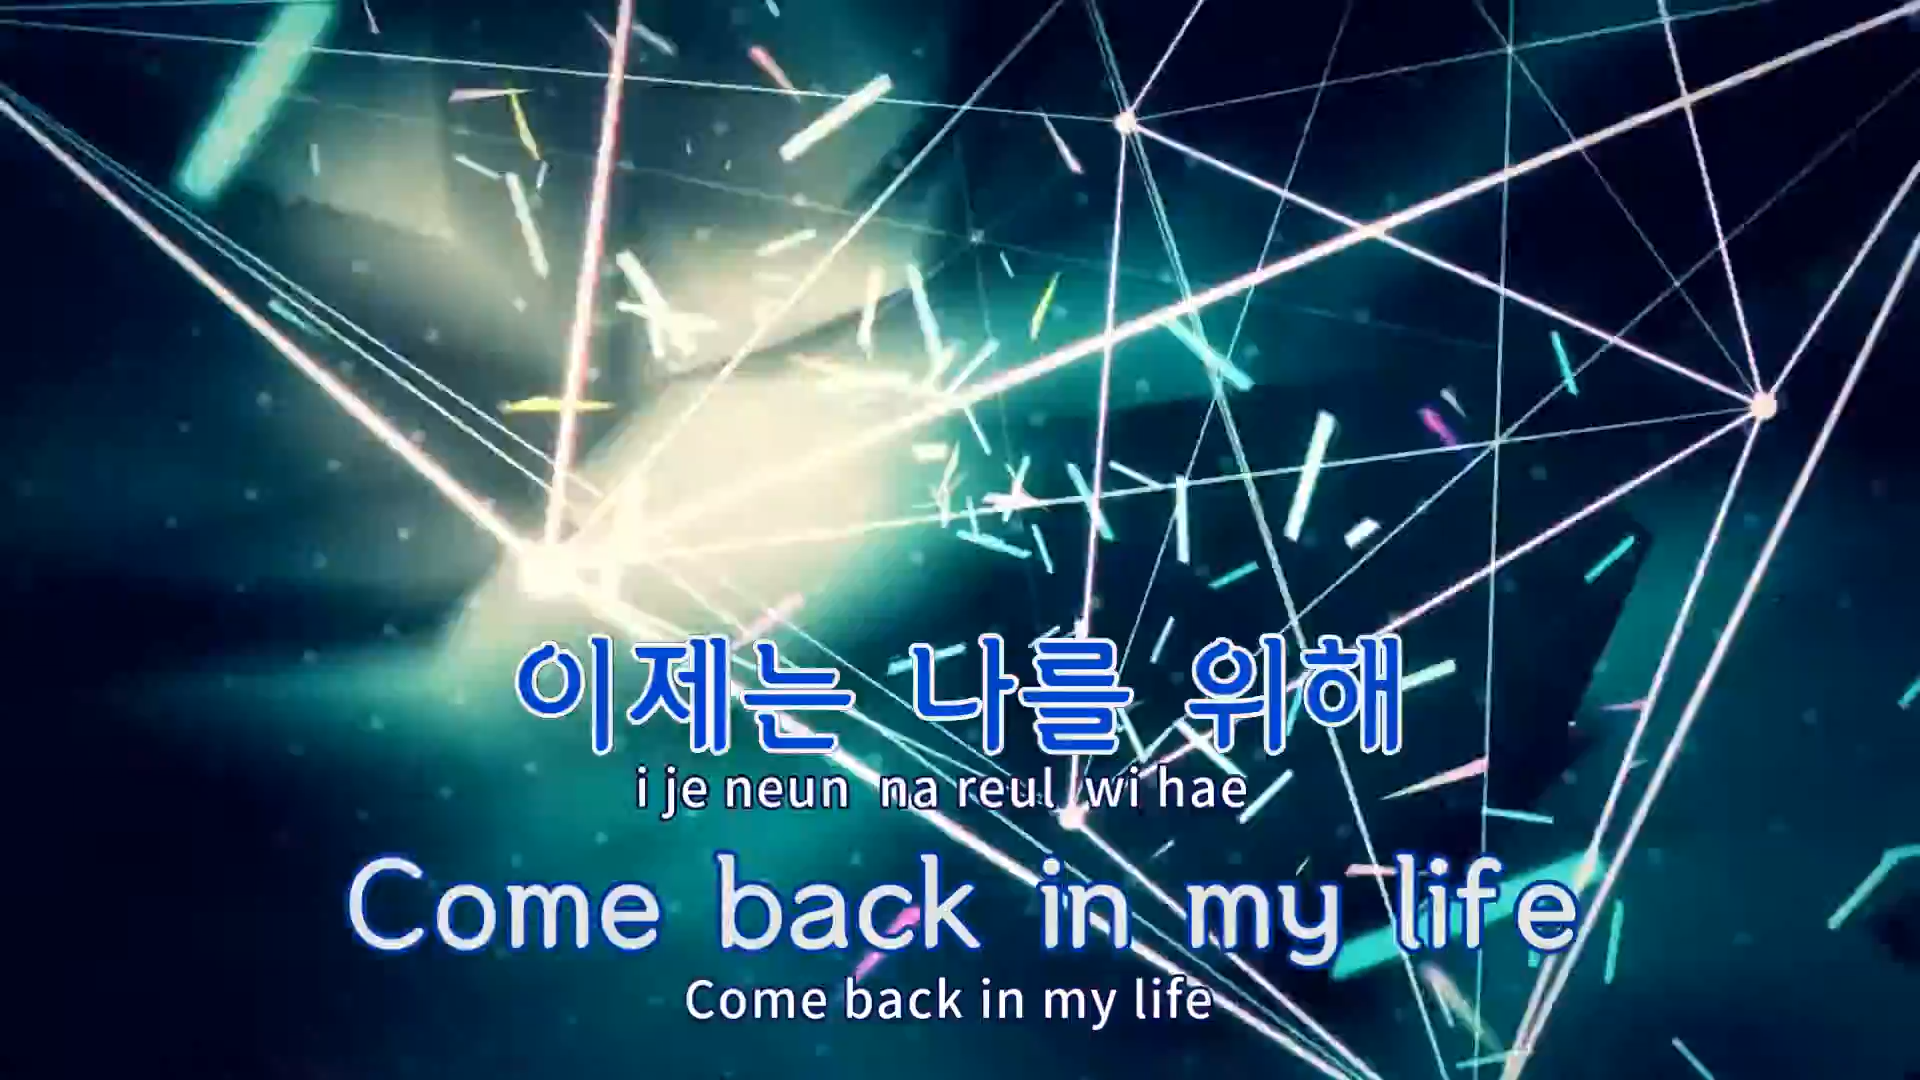 이제는 나를 위해
i je neun na reul wi hae
Come back in my life
Come back in my life